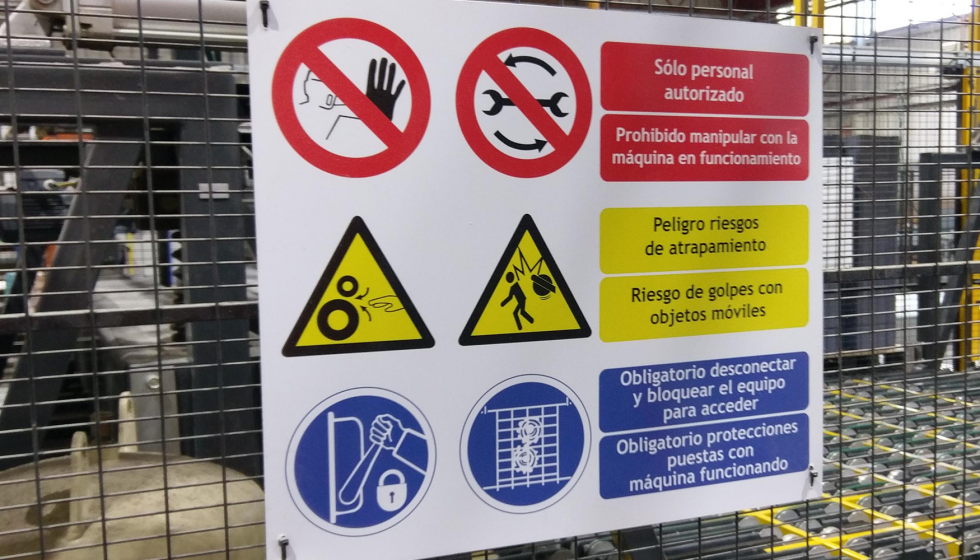 Sólo personal
autorizado
Prohibido manipular con la
máquina en funcionamiento
Peligro riesgos
de atrapamiento
Riesgo de golpes con
objetos móviles
Obligatorio desconectar
y bloquear el equipo
para acceder
Obligatorio protecciones
puestas con
máquina funcionando